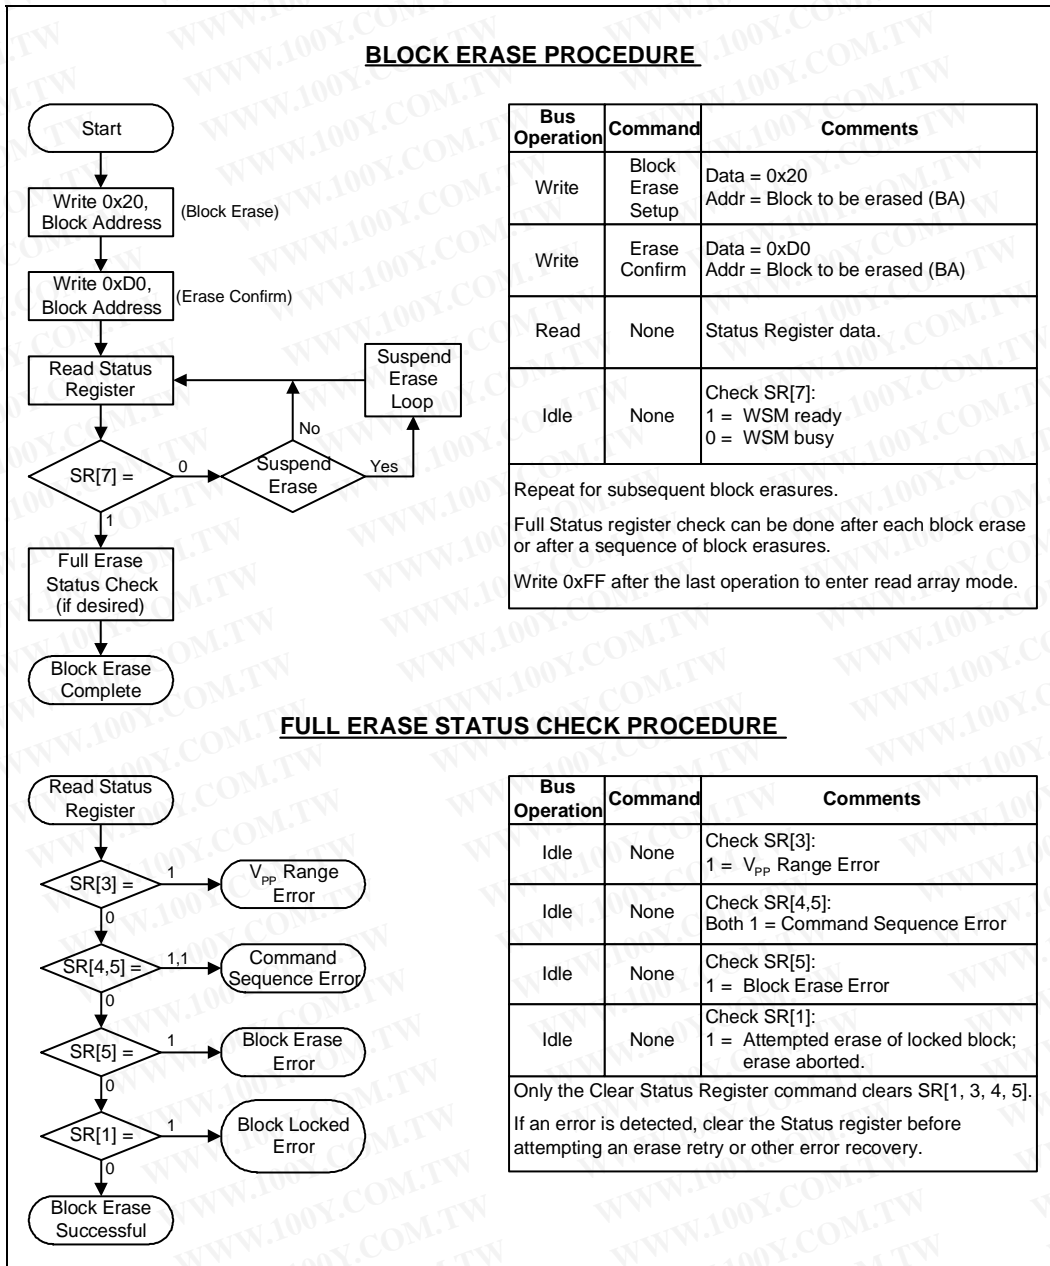 BLOCK ERASE PROCEDURE
Start
Write 0x20,
Block Address
(Block Erase)
Write 0xD0,
Block Address
(Erase Confirm)
Read Status
Register
Suspend
Erase
Loop
No
SR[7] =
0
Suspend
Erase
Yes
1
Full Erase
Status Check
(if desired)
Block Erase
Complete
Bus
Operation
Command
Comments
Write
Block
Erase
Setup
Data = 0x20
Addr = Block to be erased (BA)
Write
Erase
Confirm
Data = 0xD0
Addr = Block to be erased (BA)
Read
None
Status Register data.
Idle
None
Check SR[7]:
1 = WSM ready
0 = WSM busy
Repeat for subsequent block erasures.
Full Status register check can be done after each block erase
or after a sequence of block erasures.
Write 0xFF after the last operation to enter read array mode.
FULL ERASE STATUS CHECK PROCEDURE
Read Status
Register
SR[3] =
1
VPP Range
Error
0
SR[4,5] =
1,1
Command
Sequence Error
0
SR[5] =
1
Block Erase
Error
0
SR[1] =
1
Block Locked
Error
0
Block Erase
Successful
Bus
Operation
Command
Comments
Idle
None
Check SR[3]:
1 = VPP Range Error
Idle
None
Check SR[4,5]:
Both 1 = Command Sequence Error
Idle
None
Check SR[5]:
1 = Block Erase Error
Idle
None
Check SR[1]:
1 = Attempted erase of locked block;
erase aborted.
Only the Clear Status Register command clears SR[1, 3, 4, 5].
If an error is detected, clear the Status register before
attempting an erase retry or other error recovery.
WWW.100Y.COM.TW